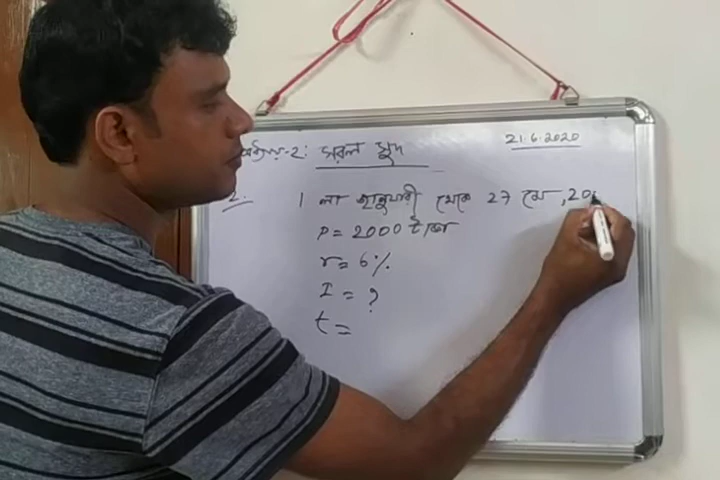 অধ্যায়-2: সরল সুদ
21.6.2020
2. 1 লা জানুয়ারী থেকে 27 মে, 20
P = 2000 টাকা
r = 6%
I = ?
t =